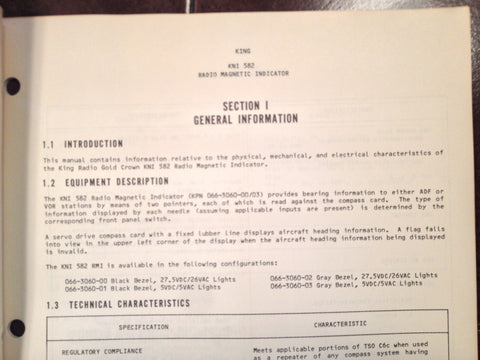 KING
KNI 582
RADIO MAGNETIC INDICATOR
SECTION I
GENERAL INFORMATION
1.1 INTRODUCTION
This manual contains information relative to the physical, mechanical, and electrical characteristics of
the King Radio Gold Crown KNI 582 Radio Magnetic Indicator.
1.2 EQUIPMENT DESCRIPTION
The KNI 582 Radio Magnetic Indicator (KPN 066-3060-00/03) provides bearing information to either ADF or
VOR stations by means of two pointers, each of which is read against the compass card. The type of
information displayed by each needle (assuming applicable inputs are present) is determined by the
corresponding front panel switch.
A servo drive compass card with a fixed lubber line displays aircraft heading information. A flag falls
into view in the upper left corner of the display when the aircraft heading information being displayed
is invalid.
The KNI 582 RMI is available in the following configurations:
066-3060-00 Black Bezel, 27.5VDC/26VAC Lights 066-3060-02 Gray Bezel, 27.5VDC/26VAC Lights
066-3060-01 Black Bezel, 5VDC/5VAC Lights 066-3060-03 Gray Bezel, 5VDC/5VAC Lights
1.3 TECHNICAL CHARACTERISTICS
SPECIFICATION CHARACTERISTIC
REGULATORY COMPLIANCE Meets applicable portions of TSO C6c when used
as a repeater of any compass system having